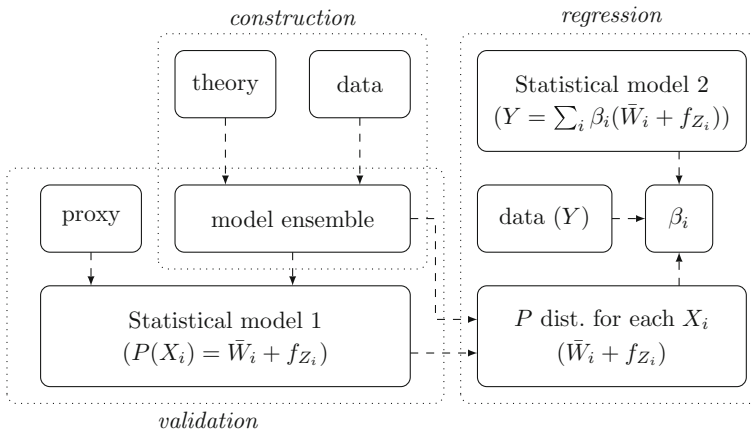 construction
regression
theory
data
Statistical model 2
(Y = ∑ᵢ βᵢ(W̄ᵢ + f_{Zᵢ}))
proxy
model ensemble
data (Y)
βᵢ
Statistical model 1
(P(Xᵢ) = W̄ᵢ + f_{Zᵢ})
P dist. for each Xᵢ
(W̄ᵢ + f_{Zᵢ})
validation